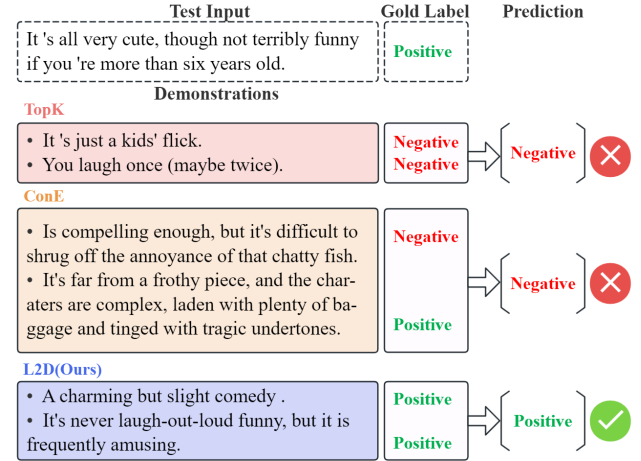 Test Input Gold Label Prediction
It 's all very cute, though not terribly funny
if you 're more than six years old.
Positive
Demonstrations
TopK
• It 's just a kids' flick.
• You laugh once (maybe twice).
Negative
Negative
Negative
ConE
• Is compelling enough, but it's difficult to
shrug off the annoyance of that chatty fish.
• It's far from a frothy piece, and the char-
aters are complex, laden with plenty of ba-
ggage and tinged with tragic undertones.
Negative
Positive
Negative
L2D(Ours)
• A charming but slight comedy .
• It's never laugh-out-loud funny, but it is
frequently amusing.
Positive
Positive
Positive